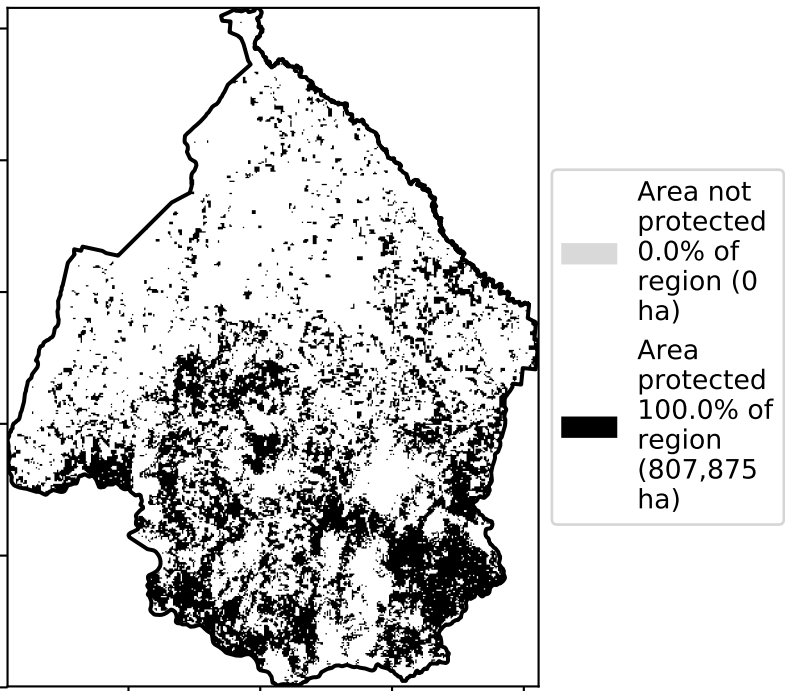 Area not
protected
0.0% of
region (0
ha)
Area
protected
100.0% of
region
(807,875
ha)